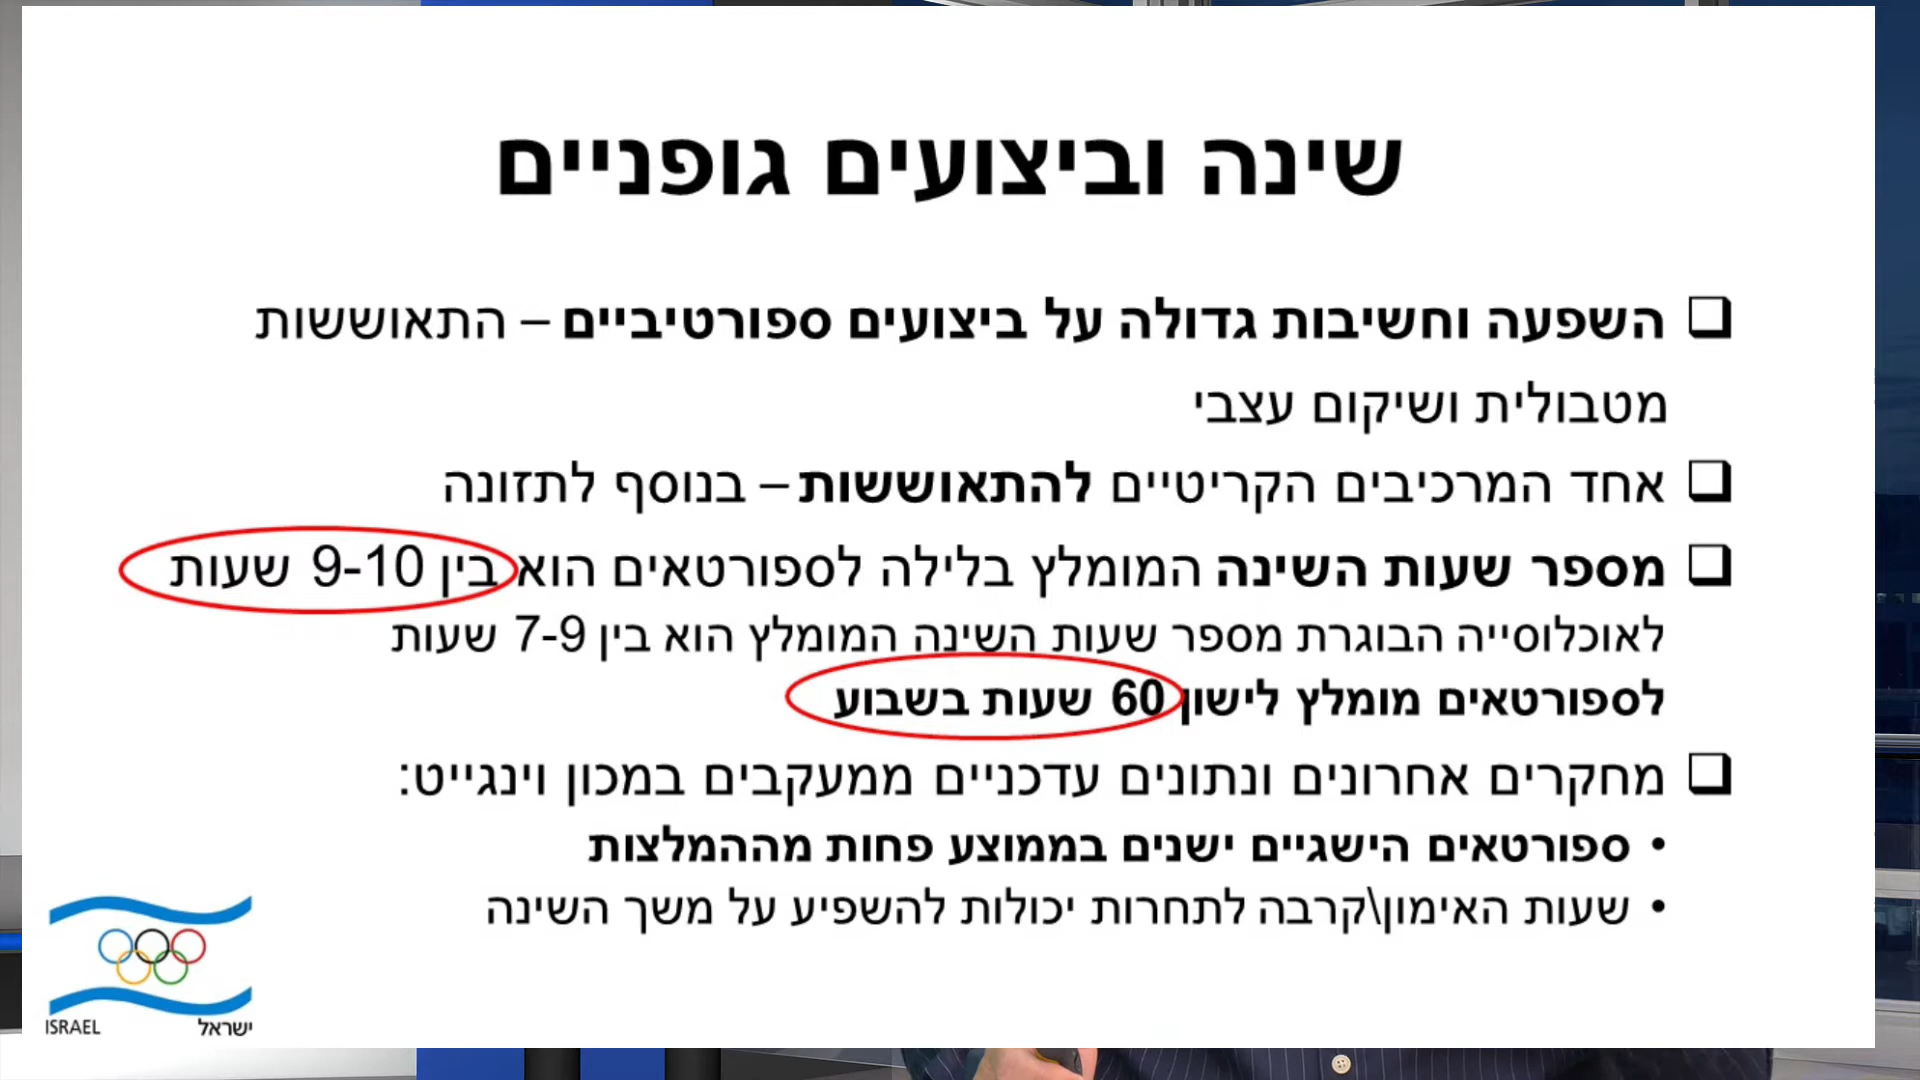 שינה וביצועים גופניים
השפעה וחשיבות גדולה על ביצועים ספורטיביים – התאוששות
מטבולית ושיקום עצבי
אחד המרכיבים הקריטיים להתאוששות – בנוסף לתזונה
מספר שעות השינה המומלץ בלילה לספורטאים הוא בין 9-10 שעות
לאוכלוסייה הבוגרת מספר שעות השינה המומלץ הוא בין 7-9 שעות
לספורטאים מומלץ לישון 60 שעות בשבוע
מחקרים אחרונים ונתונים עדכניים ממעקבים במכון וינגייט:
• ספורטאים הישגיים ישנים בממוצע פחות מההמלצות
• שעות האימון\קרבה לתחרות יכולות להשפיע על משך השינה
ISRAEL ישראל